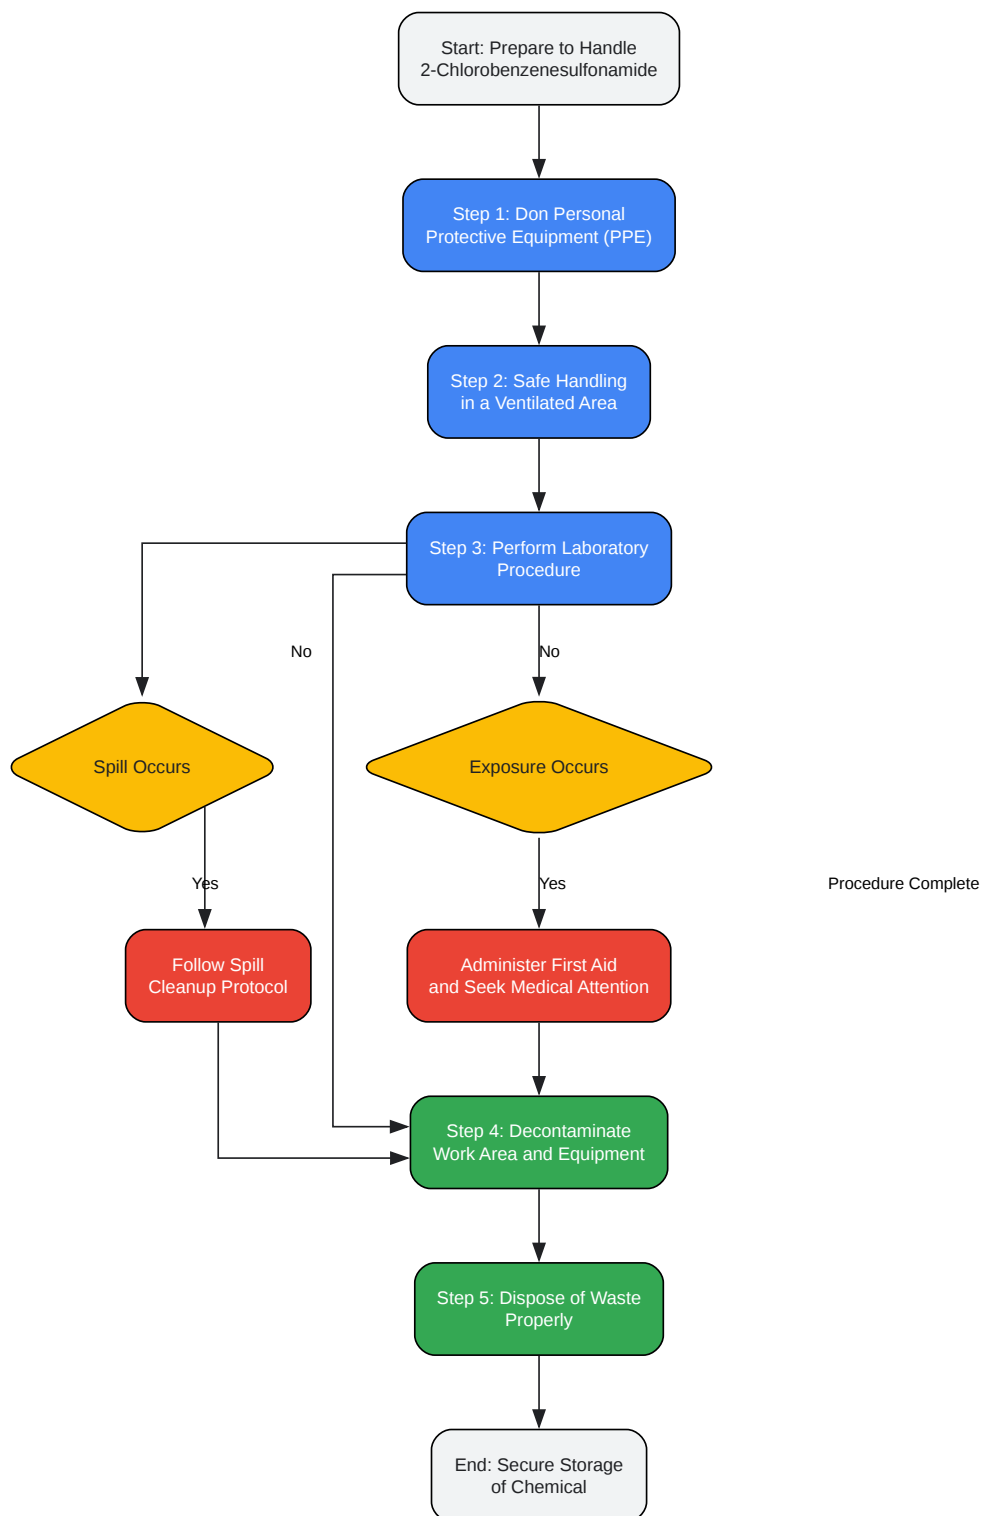 Start: Prepare to Handle
2-Chlorobenzenesulfonamide
Step 1: Don Personal
Protective Equipment (PPE)
Step 2: Safe Handling
in a Ventilated Area
Step 3: Perform Laboratory
Procedure
No
No
Spill Occurs
Exposure Occurs
Yes
Yes
Procedure Complete
Follow Spill
Cleanup Protocol
Administer First Aid
and Seek Medical Attention
Step 4: Decontaminate
Work Area and Equipment
Step 5: Dispose of Waste
Properly
End: Secure Storage
of Chemical